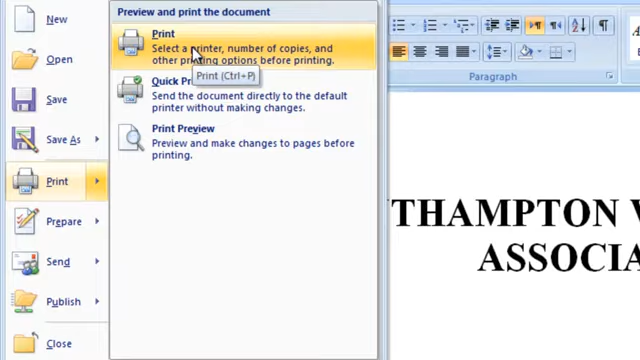 New
Open
Save
Save As
Print
Prepare
Send
Publish
Close
Preview and print the document
Print
Select a printer, number of copies, and
other printing options before printing.
Print (Ctrl+P)
Quick
Send the document directly to the default
printer without making changes.
Print Preview
Preview and make changes to pages before
printing.
Paragraph
THAMPTON
ASSOCIA